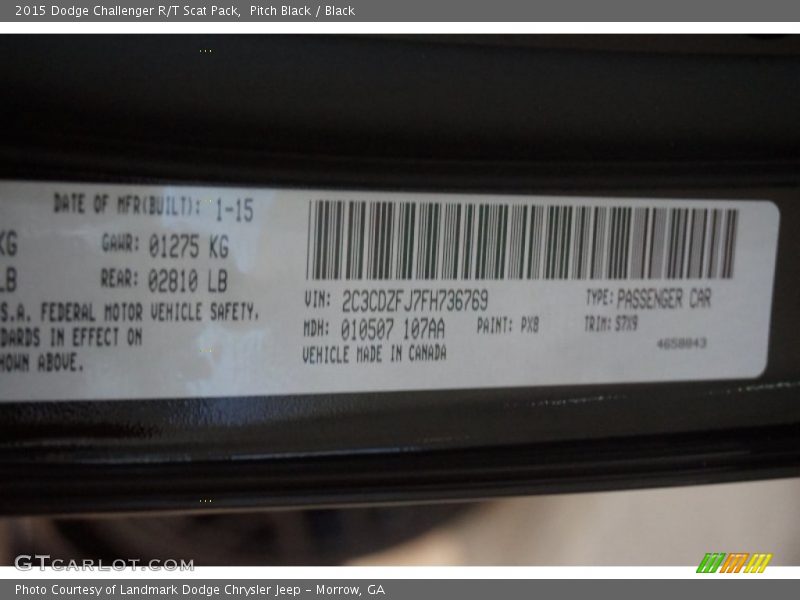 2015 Dodge Challenger R/T Scat Pack,  Pitch Black / Black
DATE OF MFR(BUILT): 1-15
KG GAWR: 01275 KG
LB REAR: 02810 LB
S.A. FEDERAL MOTOR VEHICLE SAFETY.
DARDS IN EFFECT ON
HOWN ABOVE.
VIN: 2C3CDZFJ7FH736769 TYPE: PASSENGER CAR
MDH: 010507 107AA PAINT: PX8 TRIM: S7X9
VEHICLE MADE IN CANADA 4658043
GTCARLOT.COM
Photo Courtesy of Landmark Dodge Chrysler Jeep – Morrow, GA